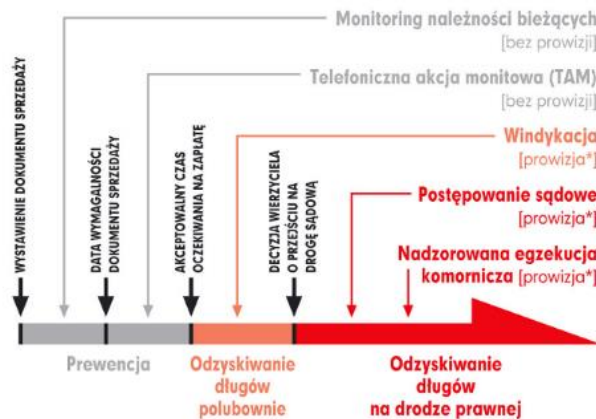 Monitoring należności bieżących
[bez prowizji]
Telefoniczna akcja monitowa (TAM)
[bez prowizji]
Windykacja
[prowizja*]
Postępowanie sądowe
[prowizja*]
Nadzorowana egzekucja
komornicza [prowizja*]
WYSTAWIENIE DOKUMENTU SPRZEDAŻY
DATA WYMAGALNOŚCI
DOKUMENTU SPRZEDAŻY
AKCEPTOWALNY CZAS
OCZEKIWANIA NA ZAPŁATĘ
DECYZJA WIERZYCIELA
O PRZEJŚCIU NA
DROGĘ SĄDOWĄ
Prewencja
Odzyskiwanie
długów
polubownie
Odzyskiwanie
długów
na drodze prawnej